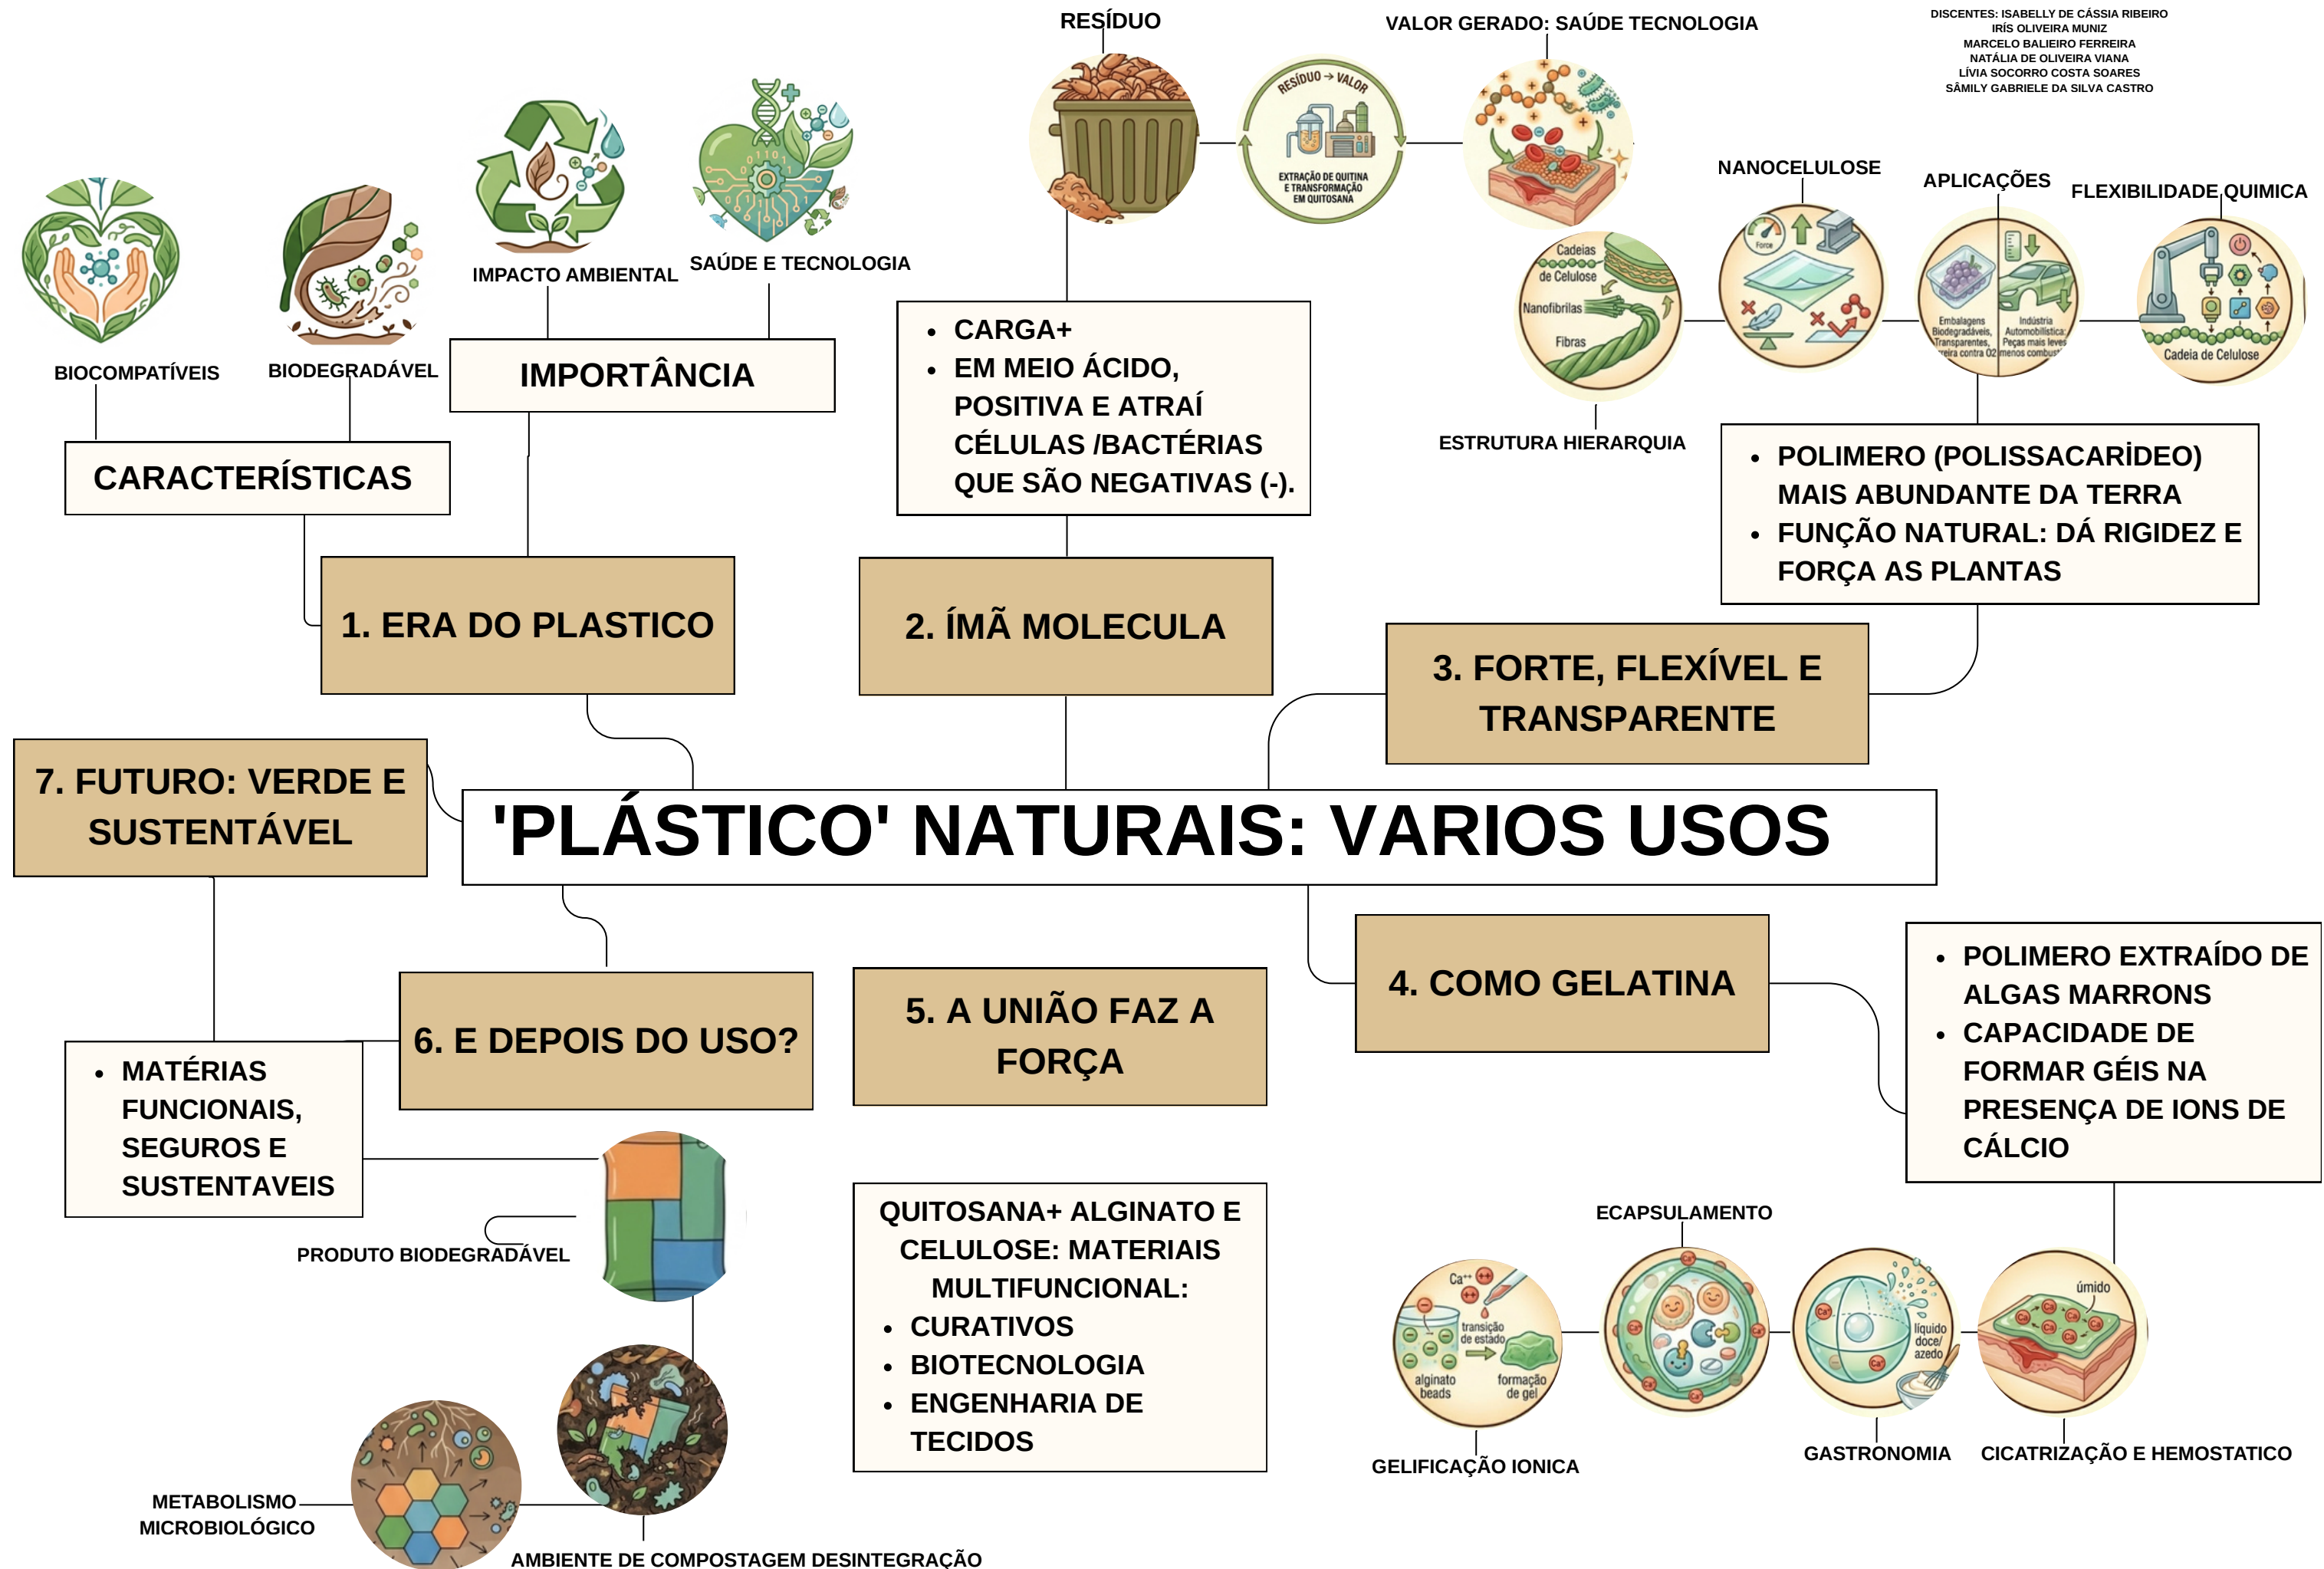 RESÍDUO
VALOR GERADO: SAÚDE TECNOLOGIA
DISCENTES: ISABELLY DE CÁSSIA RIBEIRO
IRÍS OLIVEIRA MUNIZ
MARCELO BALIEIRO FERREIRA
NATÁLIA DE OLIVEIRA VIANA
LÍVIA SOCORRO COSTA SOARES
SÂMILY GABRIELE DA SILVA CASTRO
RESÍDUO → VALOR
EXTRAÇÃO DE QUITINA
E TRANSFORMAÇÃO
EM QUITOSANA
0110
1
0101
IMPACTO AMBIENTAL
SAÚDE E TECNOLOGIA
BIOCOMPATÍVEIS
BIODEGRADÁVEL
IMPORTÂNCIA
CARACTERÍSTICAS
1. ERA DO PLASTICO
• CARGA+
• EM MEIO ÁCIDO,
POSITIVA E ATRAÍ
CÉLULAS /BACTÉRIAS
QUE SÃO NEGATIVAS (-).
2. ÍMÃ MOLECULA
NANOCELULOSE
APLICAÇÕES
FLEXIBILIDADE QUIMICA
Cadeias
de Celulose
Nanofibrilas
Fibras
Force
Embalagens
Biodegradáveis,
Transparentes,
reira contra O2
Indústria
Automobilística:
Peças mais leves
menos combust
Cadeia de Celulose
ESTRUTURA HIERARQUIA
• POLIMERO (POLISSACARÍDEO)
MAIS ABUNDANTE DA TERRA
• FUNÇÃO NATURAL: DÁ RIGIDEZ E
FORÇA AS PLANTAS
3. FORTE, FLEXÍVEL E
TRANSPARENTE
7. FUTURO: VERDE E
SUSTENTÁVEL
'PLÁSTICO' NATURAIS: VARIOS USOS
6. E DEPOIS DO USO?
5. A UNIÃO FAZ A
FORÇA
4. COMO GELATINA
• POLIMERO EXTRAÍDO DE
ALGAS MARRONS
• CAPACIDADE DE
FORMAR GÉIS NA
PRESENÇA DE IONS DE
CÁLCIO
• MATÉRIAS
FUNCIONAIS,
SEGUROS E
SUSTENTAVEIS
PRODUTO BIODEGRADÁVEL
METABOLISMO
MICROBIOLÓGICO
AMBIENTE DE COMPOSTAGEM DESINTEGRAÇÃO
QUITOSANA+ ALGINATO E
CELULOSE: MATERIAIS
MULTIFUNCIONAL:
• CURATIVOS
• BIOTECNOLOGIA
• ENGENHARIA DE
TECIDOS
ECAPSULAMENTO
Ca++
transição
de estado
alginato
beads
formação
de gel
líquido
doce/
azedo
úmido
GELIFICAÇÃO IONICA
GASTRONOMIA
CICATRIZAÇÃO E HEMOSTATICO